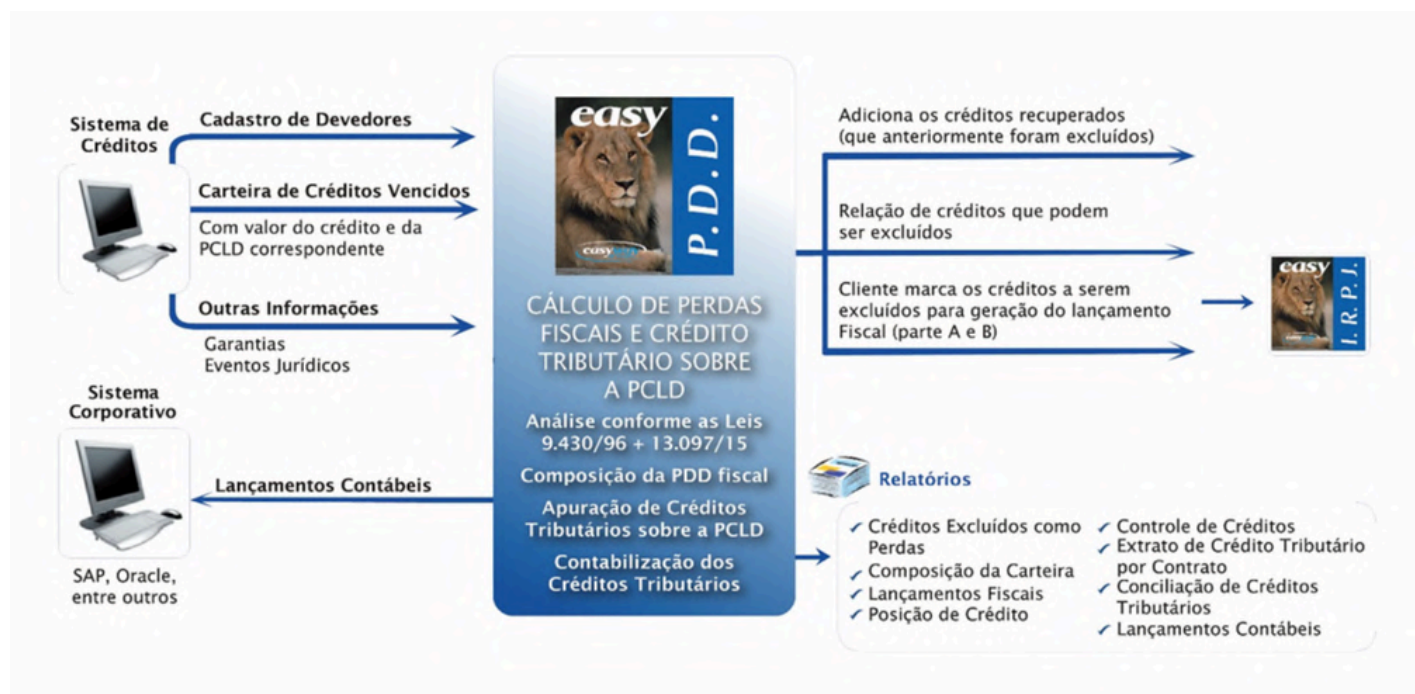 Sistema de
Créditos
Cadastro de Devedores
Carteira de Créditos Vencidos
Com valor do crédito e da
PCLD correspondente
Outras Informações
Garantias
Eventos Jurídicos
Sistema
Corporativo
Lançamentos Contábeis
SAP, Oracle,
entre outros
easy
P.D.D.
CÁLCULO DE PERDAS
FISCAIS E CRÉDITO
TRIBUTÁRIO SOBRE
A PCLD
Análise conforme as Leis
9.430/96 + 13.097/15
Composição da PDD fiscal
Apuração de Créditos
Tributários sobre a PCLD
Contabilização dos
Créditos Tributários
Adiciona os créditos recuperados
(que anteriormente foram excluídos)
Relação de créditos que podem
ser excluídos
Cliente marca os créditos a serem
excluídos para geração do lançamento
Fiscal (parte A e B)
easy
I.R.P.J.
Relatórios
Créditos Excluídos como
Perdas
Composição da Carteira
Lançamentos Fiscais
Posição de Crédito
Controle de Créditos
Extrato de Crédito Tributário
por Contrato
Conciliação de Créditos
Tributários
Lançamentos Contábeis